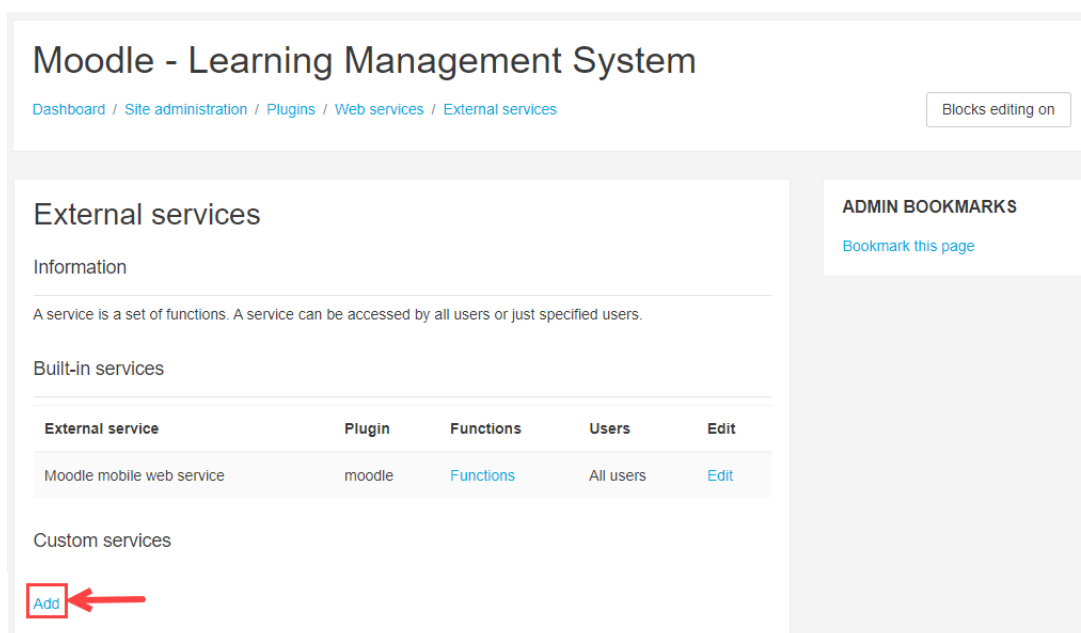 Moodle - Learning Management System
Dashboard / Site administration / Plugins / Web services / External services
Blocks editing on
External services
Information
A service is a set of functions. A service can be accessed by all users or just specified users.
Built-in services
External service Plugin Functions Users Edit
Moodle mobile web service moodle Functions All users Edit
Custom services
Add
ADMIN BOOKMARKS
Bookmark this page